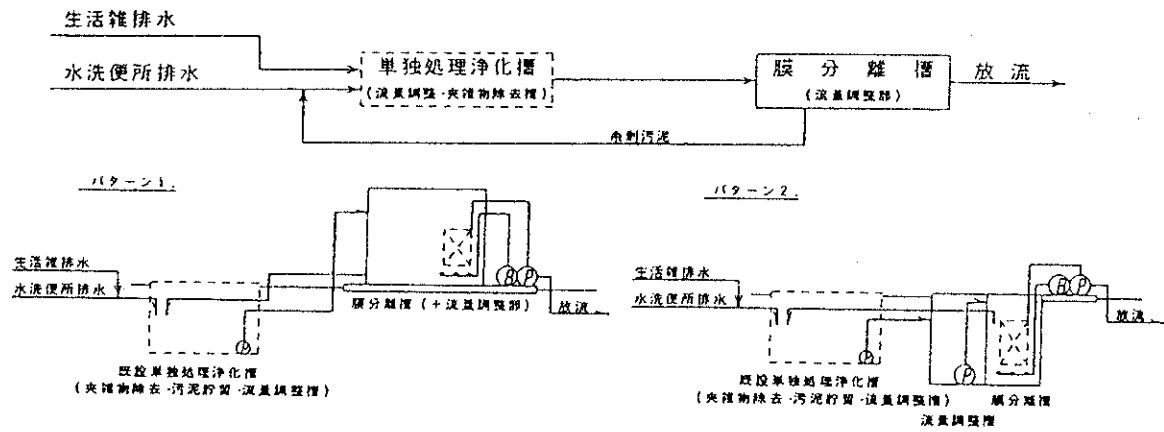 生活雑排水
水洗便所排水
単独処理浄化槽
(流量調整・夾雑物除去槽)
膜分離槽
(流量調整部)
放流
余剰汚泥
パターン1.
生活雑排水
水洗便所排水
P
既設単独処理浄化槽
(夾雑物除去・汚泥貯留・流量調整槽)
B P
膜分離槽(+流量調整部)
放流
パターン2.
生活雑排水
水洗便所排水
P
既設単独処理浄化槽
(夾雑物除去・汚泥貯留・流量調整槽)
P
流量調整槽
B P
膜分離槽
放流